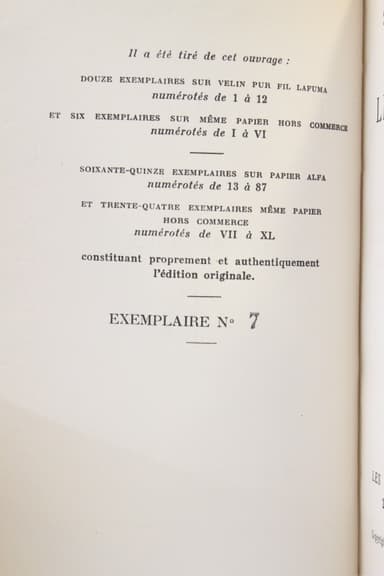 Il a été tiré de cet ouvrage :
DOUZE EXEMPLAIRES SUR VELIN PUR FIL LAFUMA
numérotés de 1 à 12
ET SIX EXEMPLAIRES SUR MÊME PAPIER HORS COMMERCE
numérotés de I à VI
SOIXANTE-QUINZE EXEMPLAIRES SUR PAPIER ALFA
numérotés de 13 à 87
ET TRENTE-QUATRE EXEMPLAIRES MÊME PAPIER
HORS COMMERCE
numérotés de VII à XL
constituant proprement et authentiquement
l'édition originale.
EXEMPLAIRE Nº 7
LES